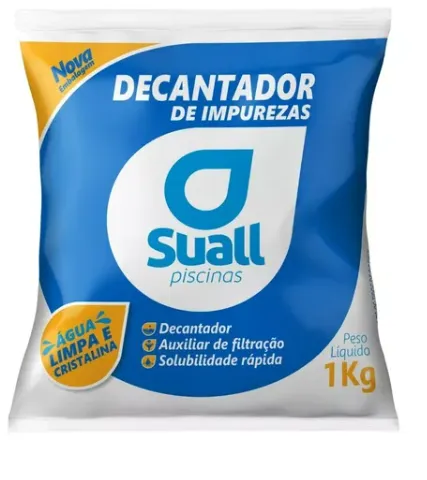 Nova
Embalagem
DECANTADOR
DE IMPUREZAS
Suall
piscinas
Decantador
Auxiliar de filtração
Solubilidade rápida
ÁGUA
LIMPA E
CRISTALINA
Peso
Líquido
1Kg